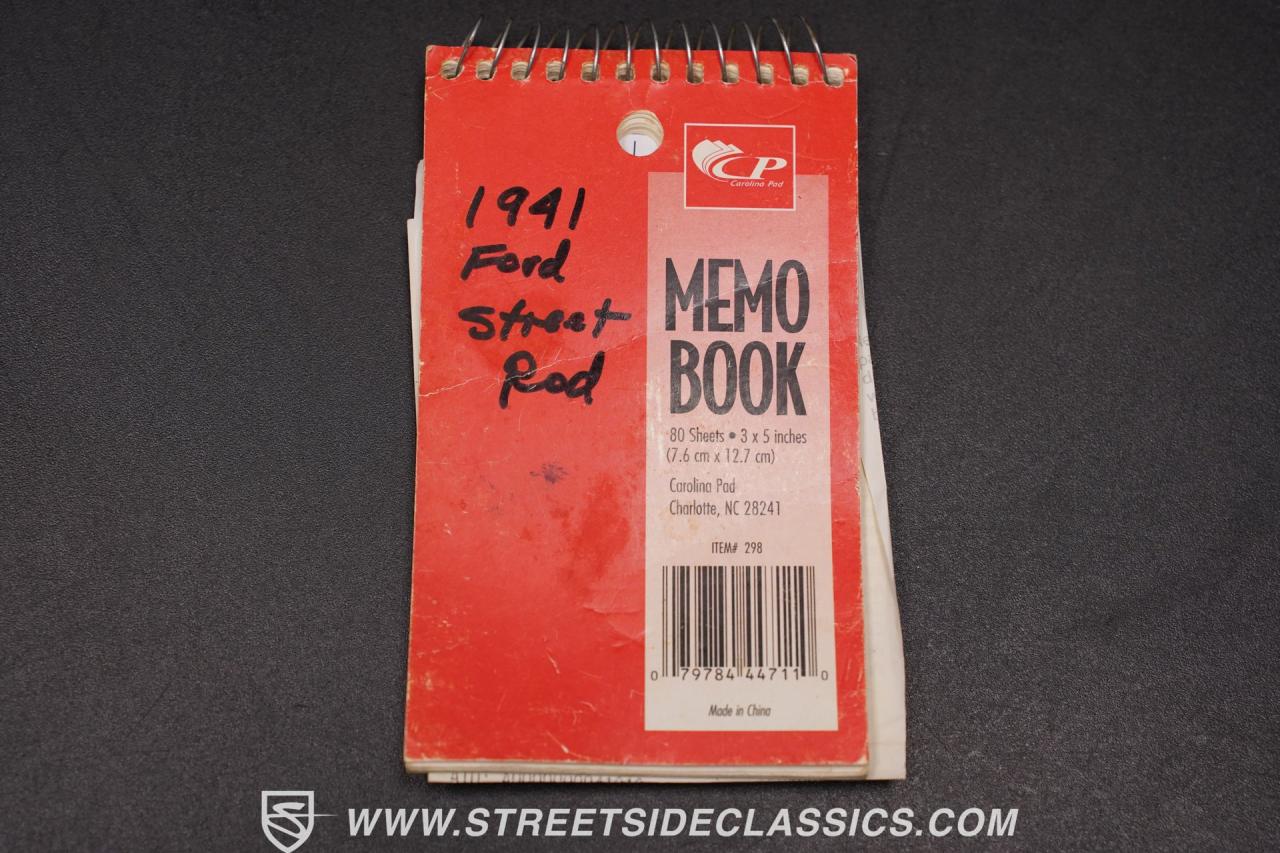 CP
Carolina Pad
1941
Ford
Street
Rod
MEMO
BOOK
80 Sheets • 3 x 5 inches
(7.6 cm x 12.7 cm)
Carolina Pad
Charlotte, NC 28241
ITEM# 298
0 79784 44711 0
Made in China
WWW.STREETSIDECLASSICS.COM